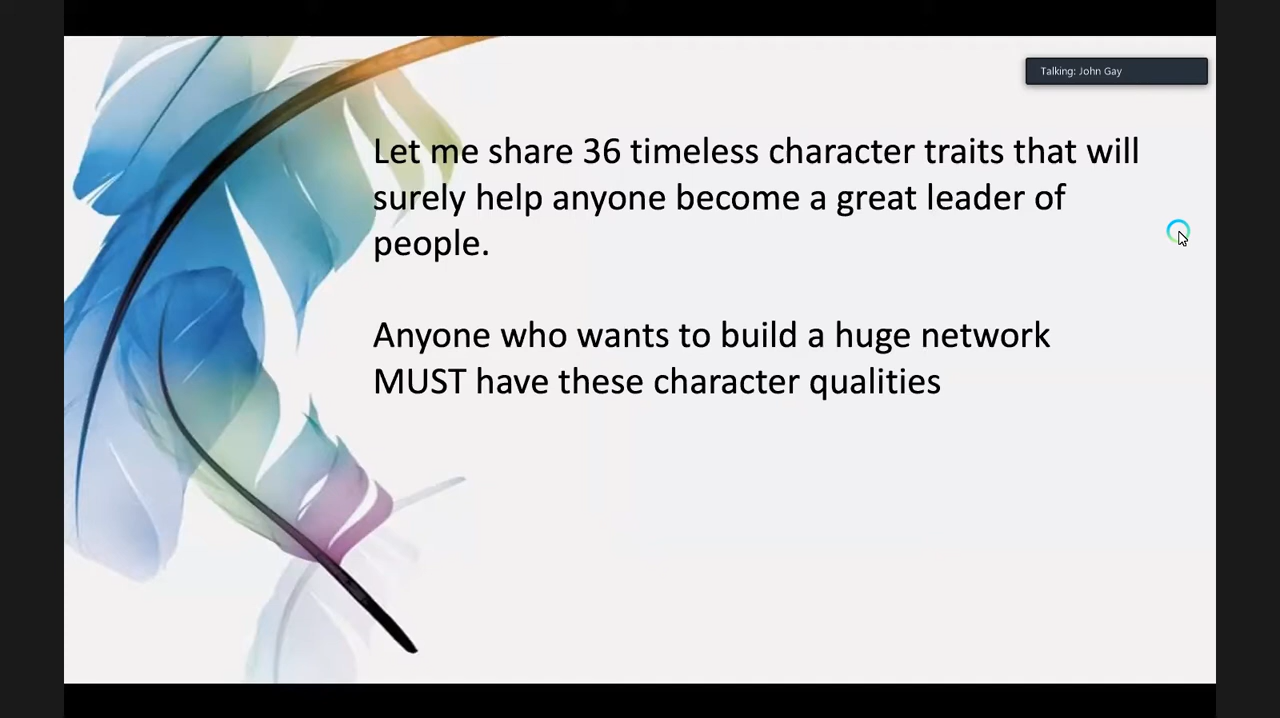 Talking: John Gay
Let me share 36 timeless character traits that will
surely help anyone become a great leader of
people.
Anyone who wants to build a huge network
MUST have these character qualities